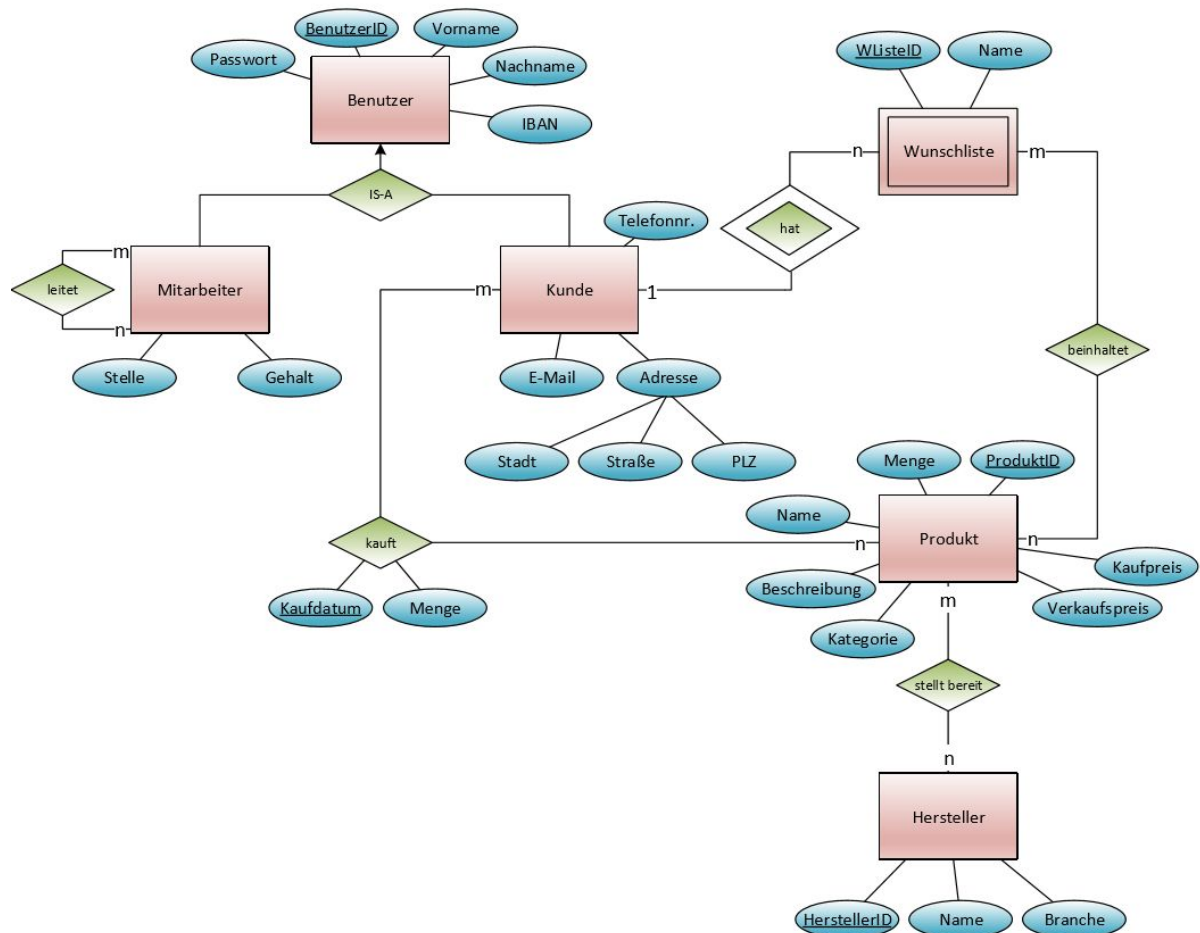 BenutzerID
Vorname
Passwort
Nachname
Benutzer
IBAN
WListeID
Name
Wunschliste
n
m
IS-A
hat
Telefonnr.
m
leitet
Mitarbeiter
n
m
Kunde
1
beinhaltet
Stelle
Gehalt
E-Mail
Adresse
Stadt
Straße
PLZ
Menge
ProduktID
Name
Produkt
kauft
n
n
Kaufpreis
Beschreibung
Kaufdatum
Menge
m
Verkaufspreis
Kategorie
stellt bereit
n
Hersteller
HerstellerID
Name
Branche